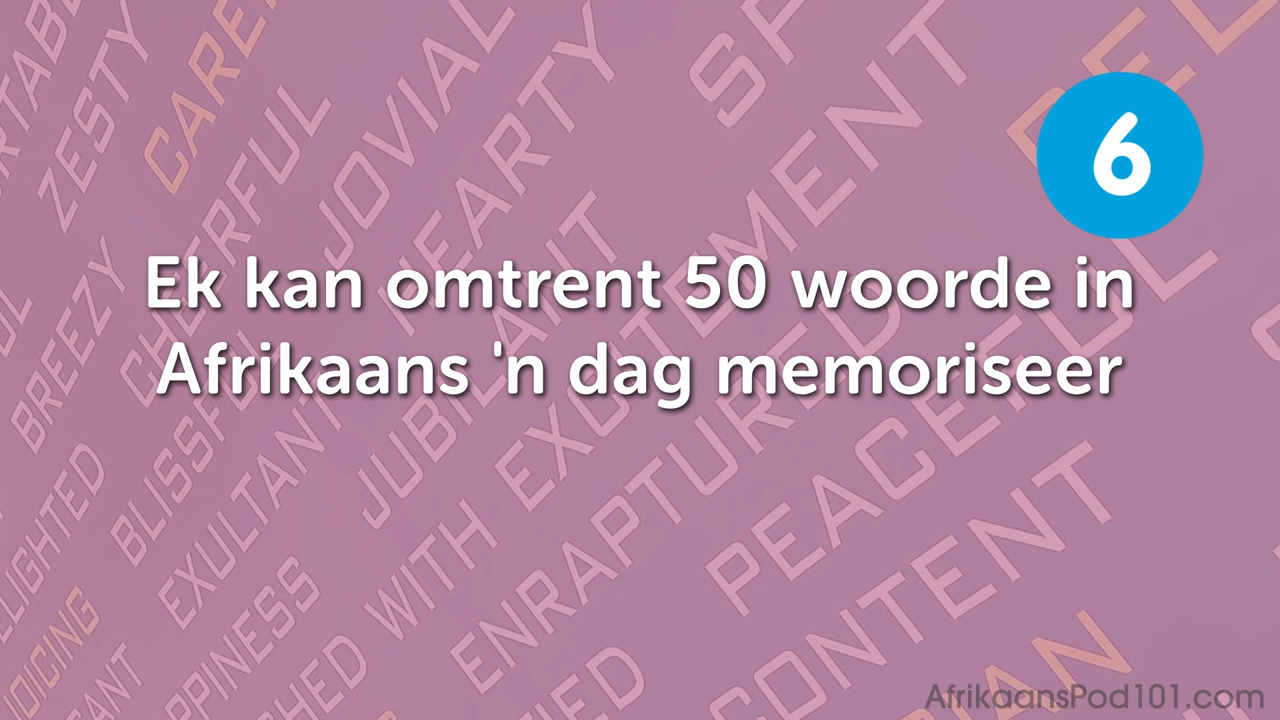 6
Ek kan omtrent 50 woorde in
Afrikaans 'n dag memoriseer
ZESTY
CHEERFUL
JOVIAL
HEARTY
BREEZY
BLISSFUL
EXULTANT
JUBILANT
WITH EXCITEMENT
ENRAPTURED
PEACEFUL
CONTENT
AfrikaansPod101.com